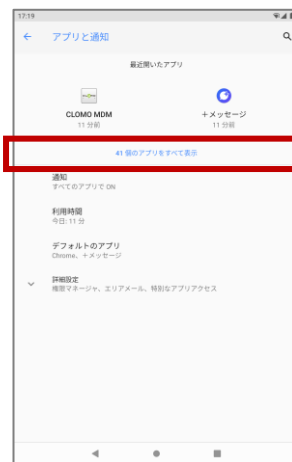 17:19
アプリと通知
最近開いたアプリ
CLOMO MDM
11 分前
+メッセージ
11 分前
41 個のアプリをすべて表示
通知
すべてのアプリで ON
利用時間
今日: 11 分
デフォルトのアプリ
Chrome、+メッセージ
詳細設定
権限マネージャ、エリアメール、特別なアプリアクセス